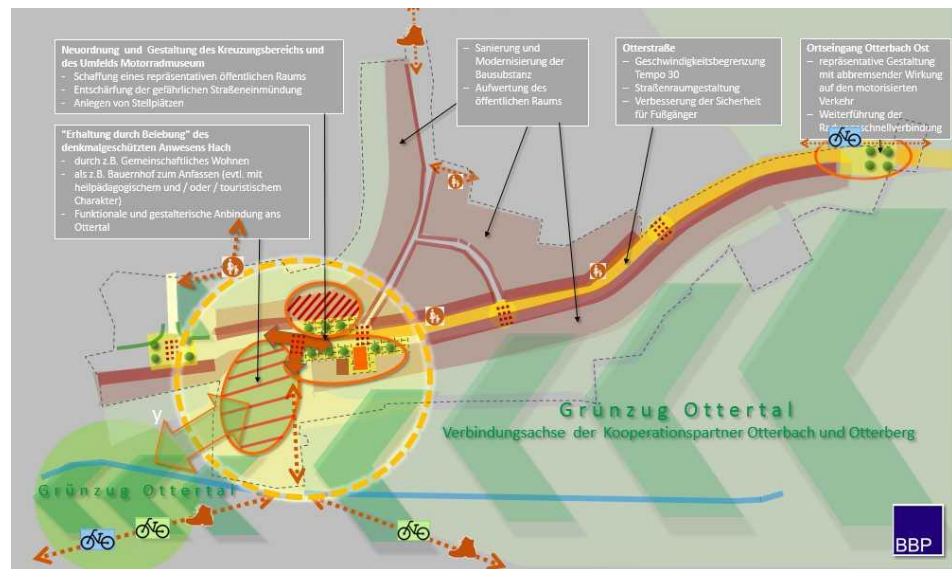 Neuordnung und Gestaltung des Kreuzungsbereichs und
des Umfelds Motorradmuseum
- Schaffung eines repräsentativen öffentlichen Raums
- Entschärfung der gefährlichen Straßeneinmündung
- Anlegen von Stellplätzen
"Erhaltung durch Belebung" des
denkmalgeschützten Anwesens Hach
- durch z.B. Gemeinschaftliches Wohnen
- als z.B. Bauernhof zum Anfassen (evtl. mit
heilpädagogischem und / oder / touristischem
Charakter)
- Funktionale und gestalterische Anbindung ans
Ottertal
– Sanierung und
Modernisierung der
Bausubstanz
– Aufwertung des
öffentlichen Raums
Otterstraße
– Geschwindigkeitsbegrenzung
Tempo 30
– Straßenraumgestaltung
– Verbesserung der Sicherheit
für Fußgänger
Ortseingang Otterbach Ost
– repräsentative Gestaltung
mit abbremsender Wirkung
auf den motorisierten
Verkehr
– Weiterführung der
y
Grünzug Ottertal
Verbindungsachse der Kooperationspartner Otterbach und Otterberg
Grünzug Ottertal
BBP